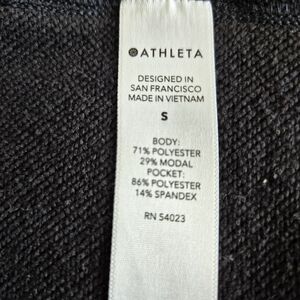 ATHLETA
DESIGNED IN
SAN FRANCISCO
MADE IN VIETNAM
S
BODY:
71% POLYESTER
29% MODAL
POCKET:
86% POLYESTER
14% SPANDEX
RN 54023